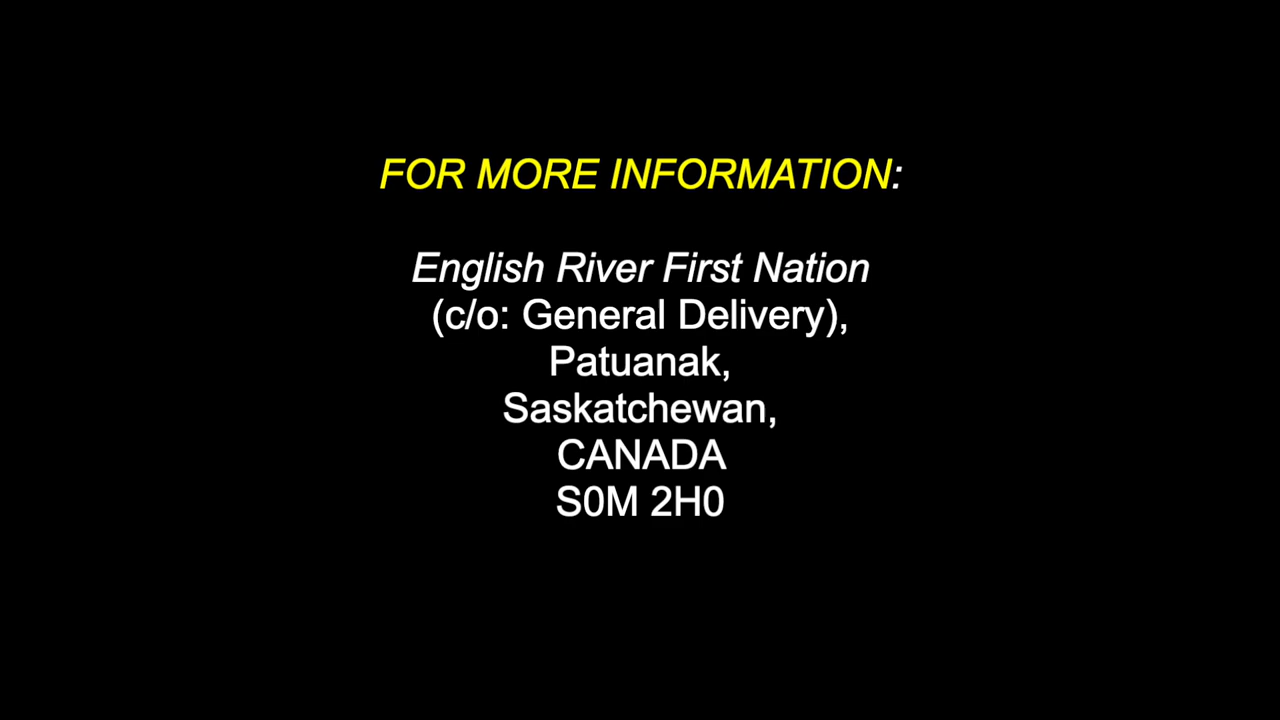 FOR MORE INFORMATION:
English River First Nation
(c/o: General Delivery),
Patuanak,
Saskatchewan,
CANADA
S0M 2H0